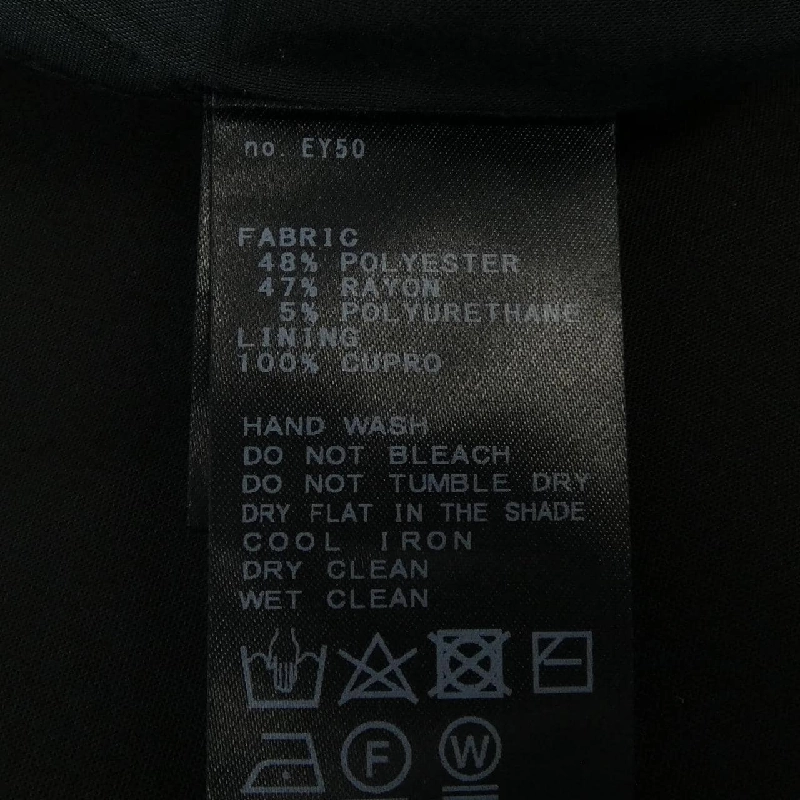 no. EY50
FABRIC
48% POLYESTER
47% RAYON
5% POLYURETHANE
LINING
100% CUPRO
HAND WASH
DO NOT BLEACH
DO NOT TUMBLE DRY
DRY FLAT IN THE SHADE
COOL IRON
DRY CLEAN
WET CLEAN
F W